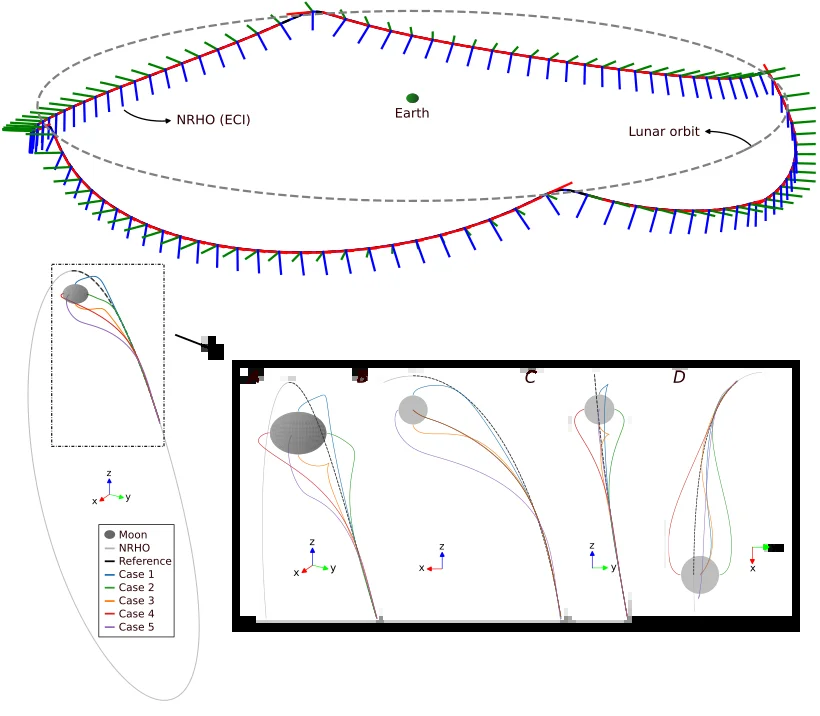 NRHO (ECI)
Earth
Lunar orbit
z
x
y
Moon
NRHO
Reference
Case 1
Case 2
Case 3
Case 4
Case 5
C
D
z
x
y
z
x
z
y
x